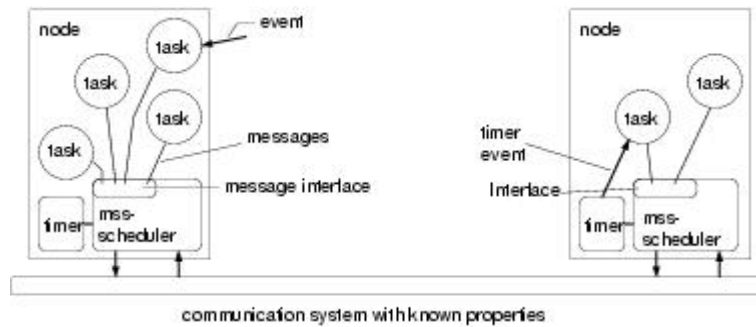 node
event
task
task
task
task
messages
message interface
timer
mss-
scheduler
node
task
task
timer
event
Interface
timer
mss-
scheduler
communication system with known properties